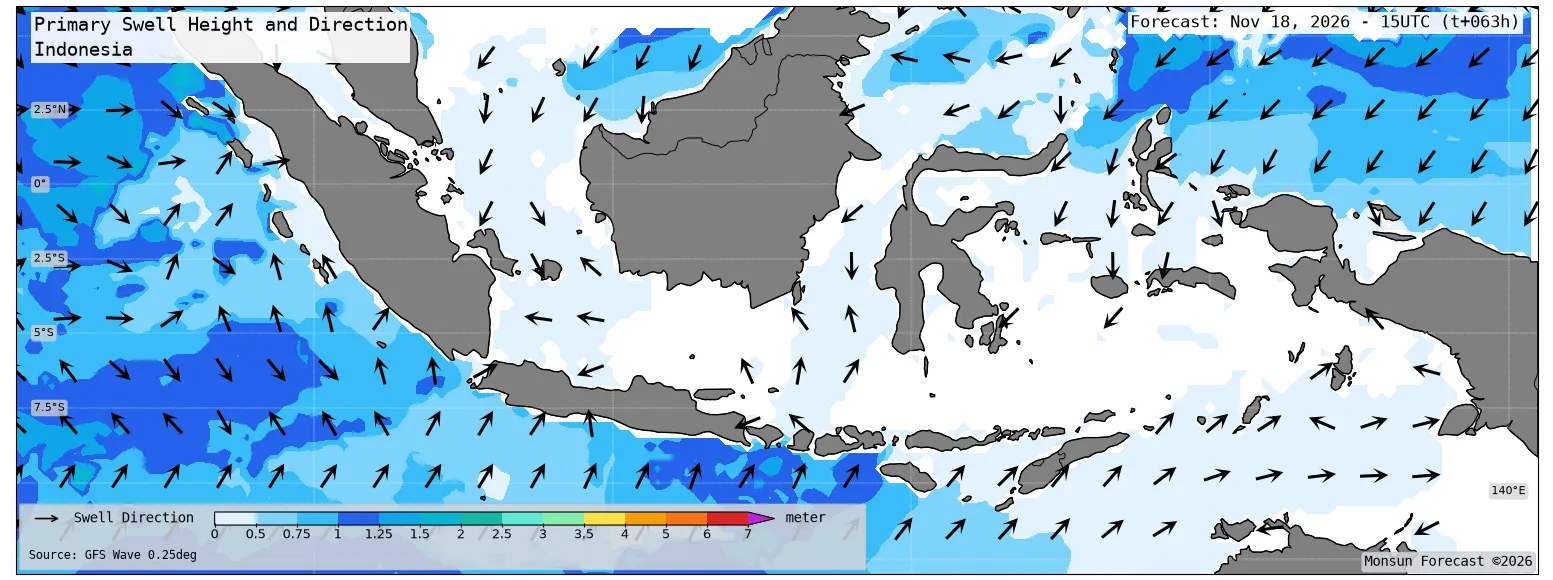 Primary Swell Height and Direction
Indonesia
Forecast: Nov 18, 2026 - 15UTC (t+063h)
2.5°N
0°
2.5°S
5°S
7.5°S
140°E
Swell Direction
0 0.5 0.75 1 1.25 1.5 2 2.5 3 3.5 4 5 6 7
meter
Source: GFS Wave 0.25deg
Monsun Forecast ©2026